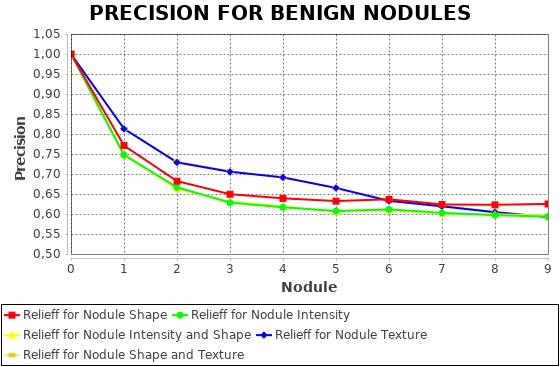 PRECISION FOR BENIGN NODULES
1,05
1,00
0,95
0,90
0,85
0,80
0,75
0,70
0,65
0,60
0,55
0,50
Precision
0 1 2 3 4 5 6 7 8 9
Nodule
Relieff for Nodule Shape Relieff for Nodule Intensity
Relieff for Nodule Intensity and Shape Relieff for Nodule Texture
Relieff for Nodule Shape and Texture